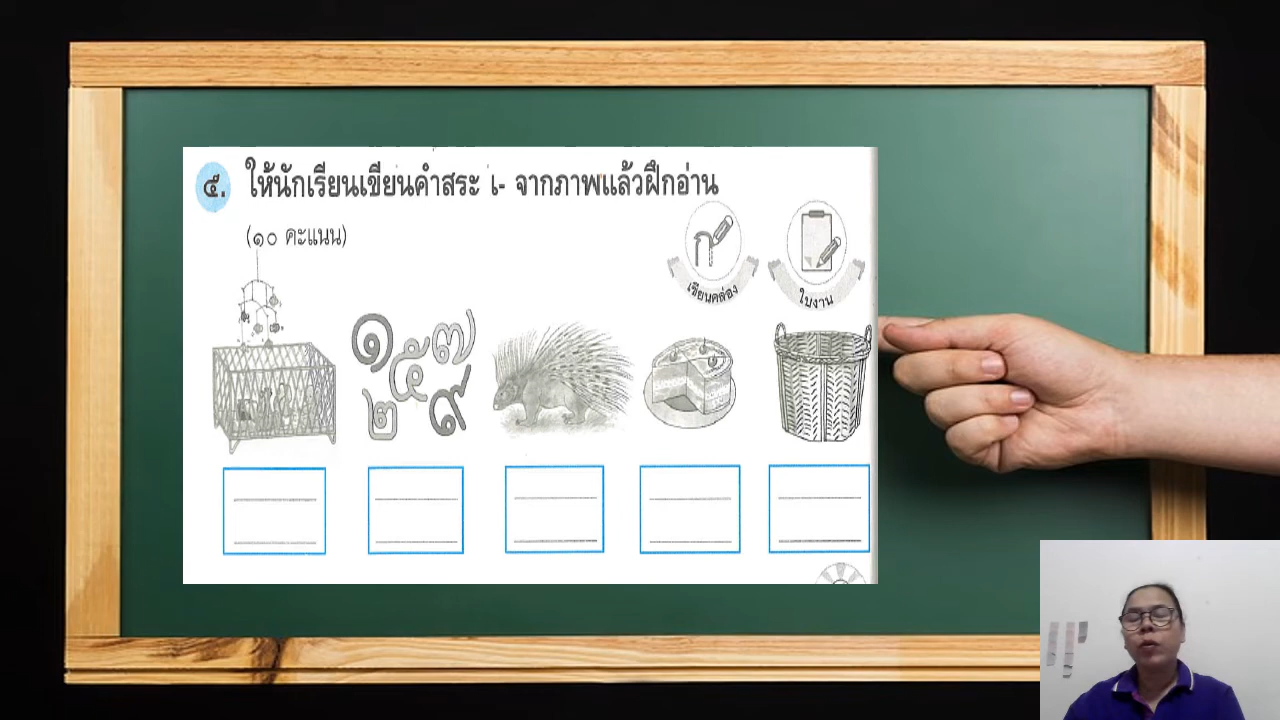 ๕. ให้นักเรียนเขียนคำสระ เ- จากภาพแล้วฝึกอ่าน
(๑๐ คะแนน)
เขียนคล่อง ใบงาน
๑ ๕ ๗
๒ ๙